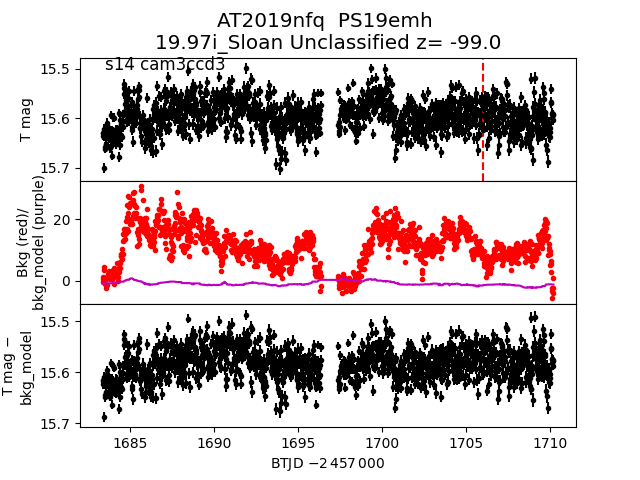 AT2019nfq  PS19emh
19.97i_Sloan Unclassified z= -99.0
s14 cam3ccd3
15.5
15.6
15.7
T mag
20
0
Bkg (red)/
bkg_model (purple)
15.5
15.6
15.7
T mag −
bkg_model
1685
1690
1695
1700
1705
1710
BTJD −2 457 000